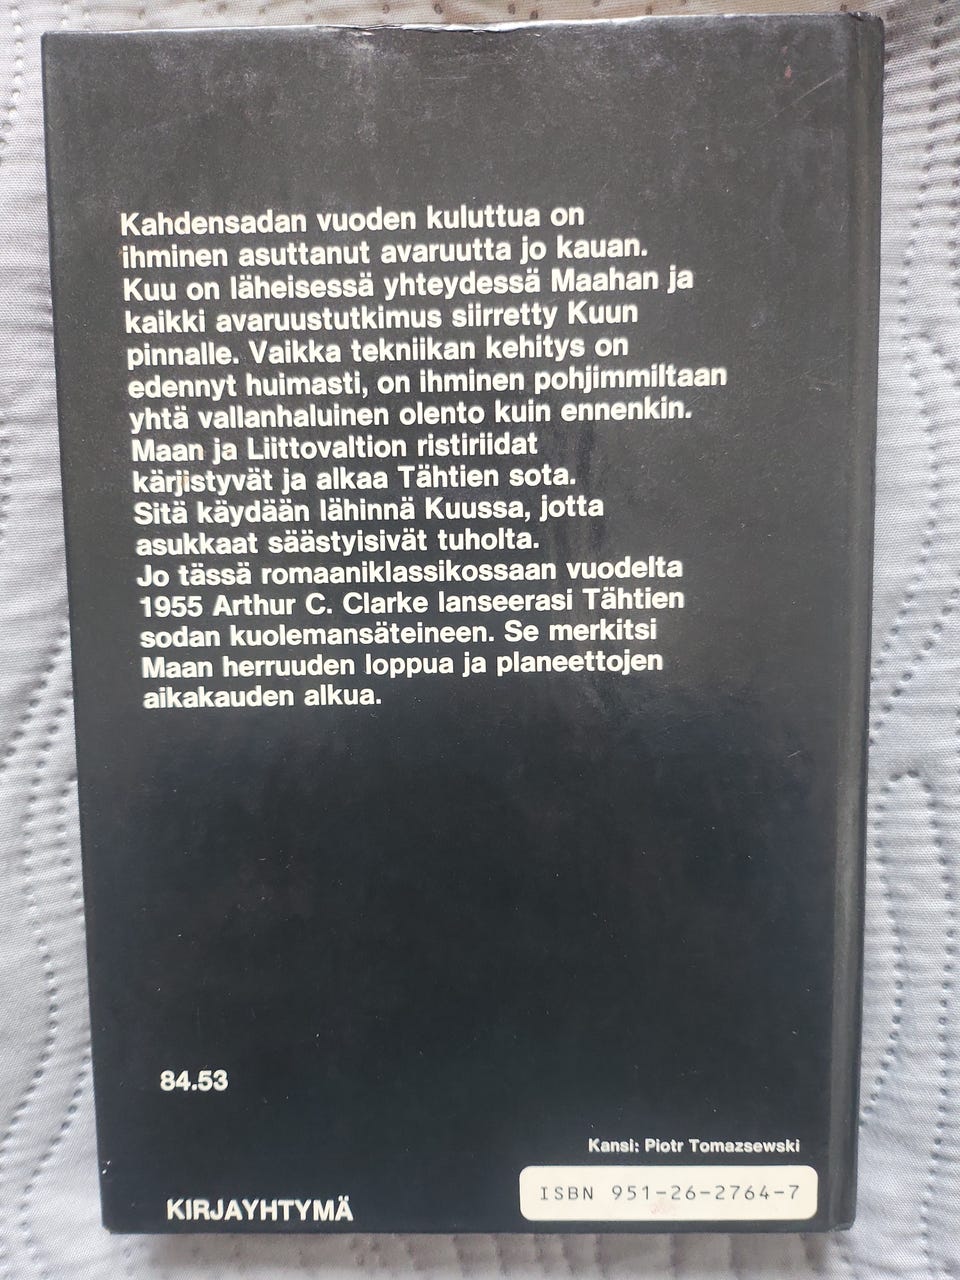 Kahdensadan vuoden kuluttua on
ihminen asuttanut avaruutta jo kauan.
Kuu on läheisessä yhteydessä Maahan ja
kaikki avaruustutkimus siirretty Kuun
pinnalle. Vaikka tekniikan kehitys on
edennyt huimasti, on ihminen pohjimmiltaan
yhtä vallanhaluinen olento kuin ennenkin.
Maan ja Liittovaltion ristiriidat
kärjistyvät ja alkaa Tähtien sota.
Sitä käydään lähinnä Kuussa, jotta
asukkaat säästyisivät tuholta.
Jo tässä romaaniklassikossaan vuodelta
1955 Arthur C. Clarke lanseerasi Tähtien
sodan kuolemansäteineen. Se merkitsi
Maan herruuden loppua ja planeettojen
aikakauden alkua.
84.53
Kansi: Piotr Tomazsewski
ISBN 951-26-2764-7
KIRJAYHTYMÄ